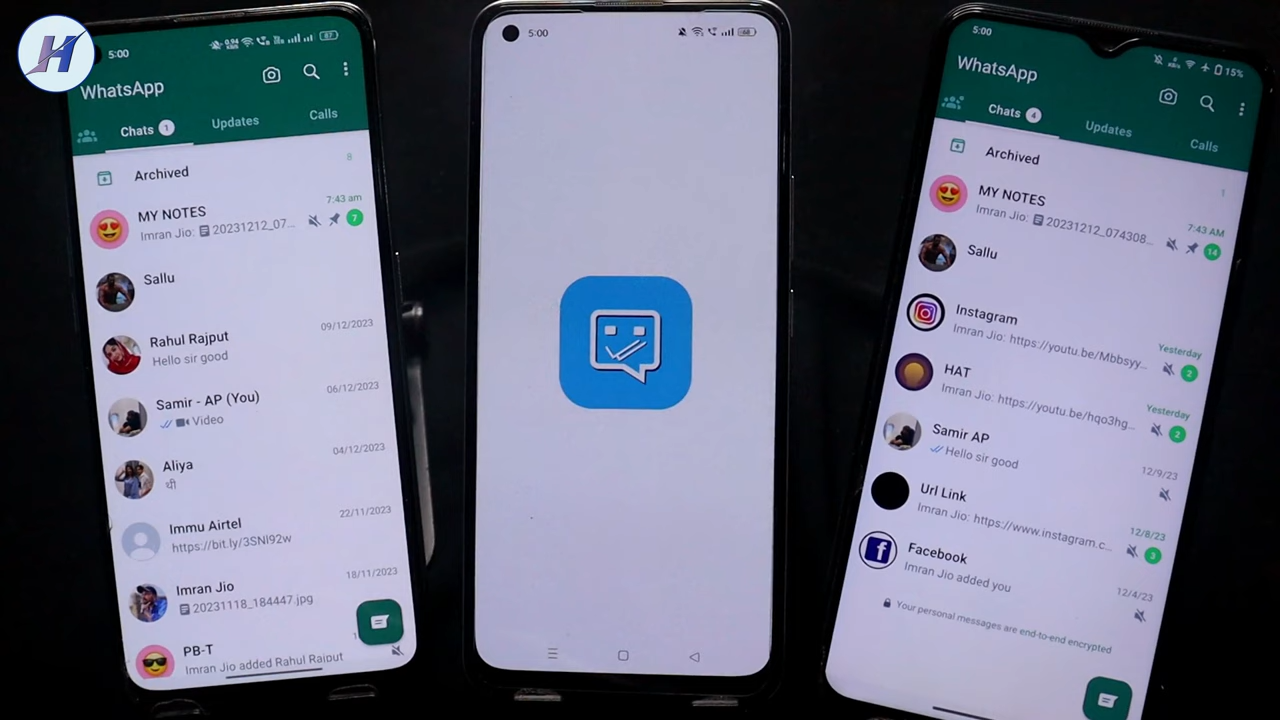 H
5:00
0.94
KB/S
87
WhatsApp
Chats 1
Updates
Calls
Archived
8
MY NOTES
7:43 am
Imran Jio: 20231212_07...
7
Sallu
Rahul Rajput
09/12/2023
Hello sir good
Samir - AP (You)
06/12/2023
Video
Aliya
04/12/2023
थी
Immu Airtel
22/11/2023
https://bit.ly/3SNI92w
Imran Jio
18/11/2023
20231118_184447.jpg
PB-T
Imran Jio added Rahul Rajput
5:00
68
5:00
15%
WhatsApp
Chats 4
Updates
Calls
Archived
1
MY NOTES
7:43 AM
Imran Jio: 20231212_074308...
14
Sallu
Instagram
Yesterday
Imran Jio: https://youtu.be/Mbbsyy...
2
HAT
Yesterday
Imran Jio: https://youtu.be/hqo3hg...
2
Samir AP
12/9/23
Hello sir good
Url Link
12/8/23
Imran Jio: https://www.instagram.c...
3
Facebook
12/4/23
Imran Jio added you
Your personal messages are end-to-end encrypted